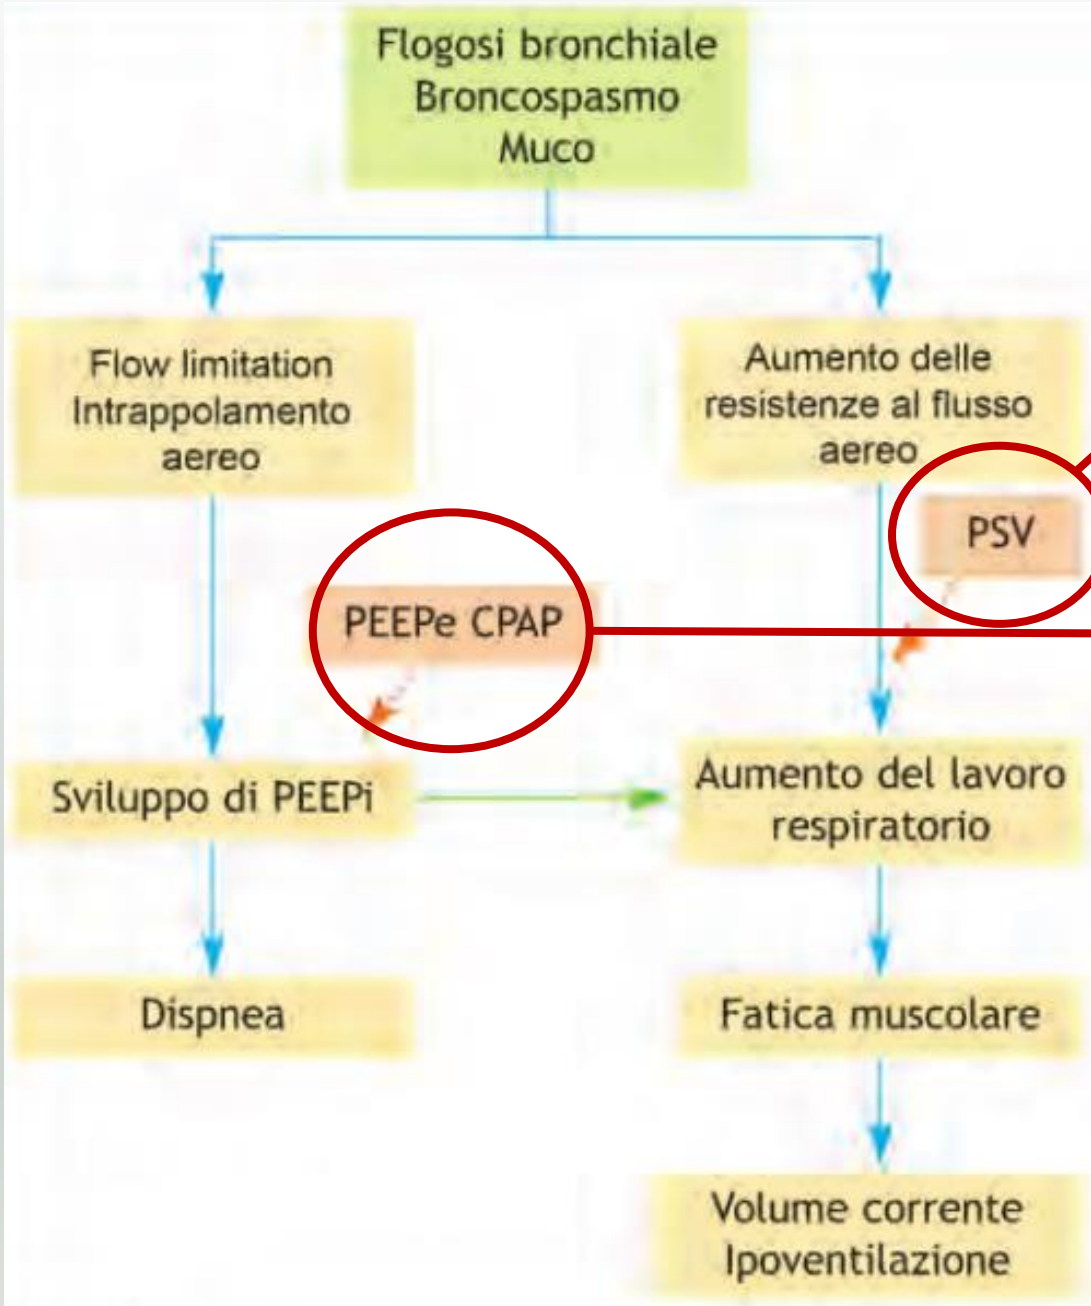 Flogosi bronchiale
Broncospasmo
Muco
Flow limitation
Intrappolamento
aereo
Aumento delle
resistenze al flusso
aereo
PSV
PEEPe CPAP
Sviluppo di PEEPi
Aumento del lavoro
respiratorio
Dispnea
Fatica muscolare
Volume corrente
Ipoventilazione